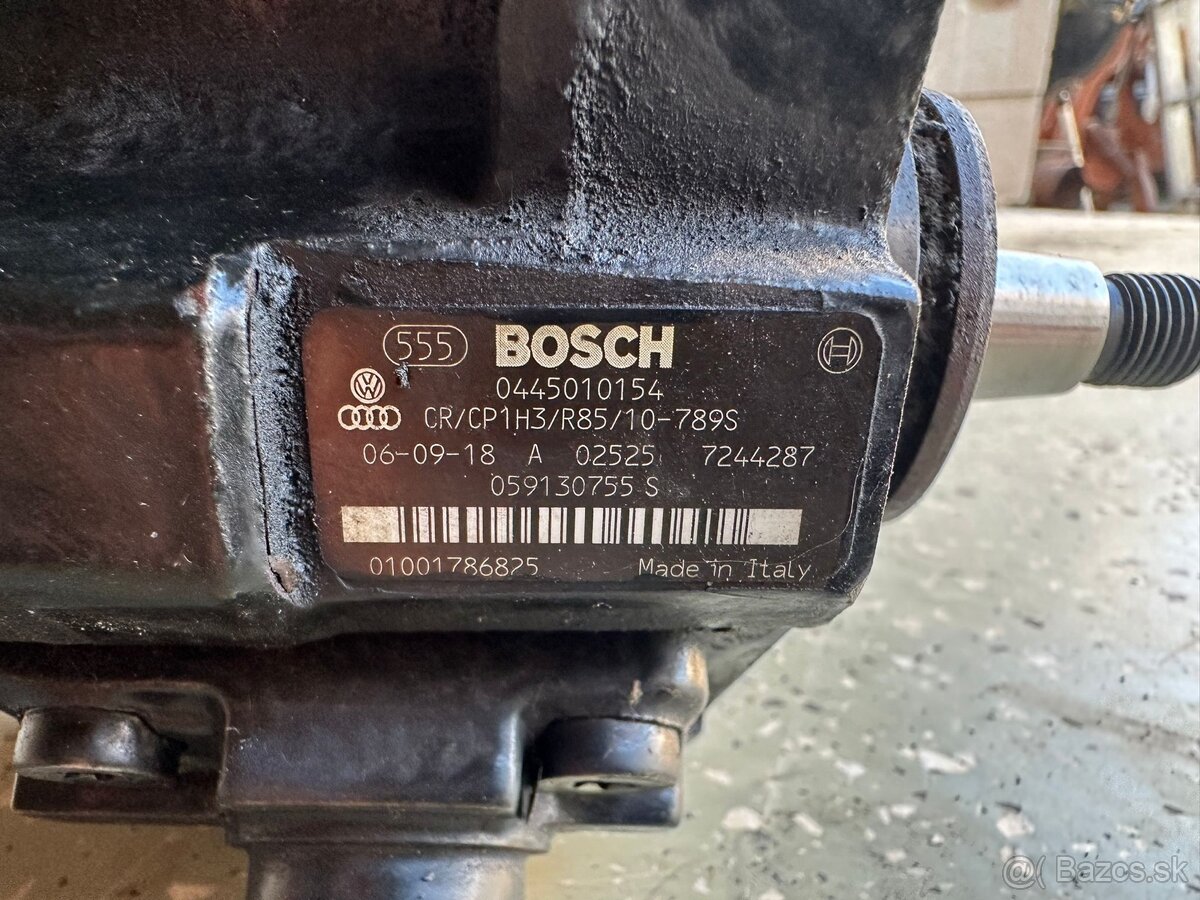 555 BOSCH
0445010154
CR/CP1H3/R85/10-789S
06-09-18 A 02525 7244287
059130755 S
01001786825 Made in Italy
@( Bazos.sk